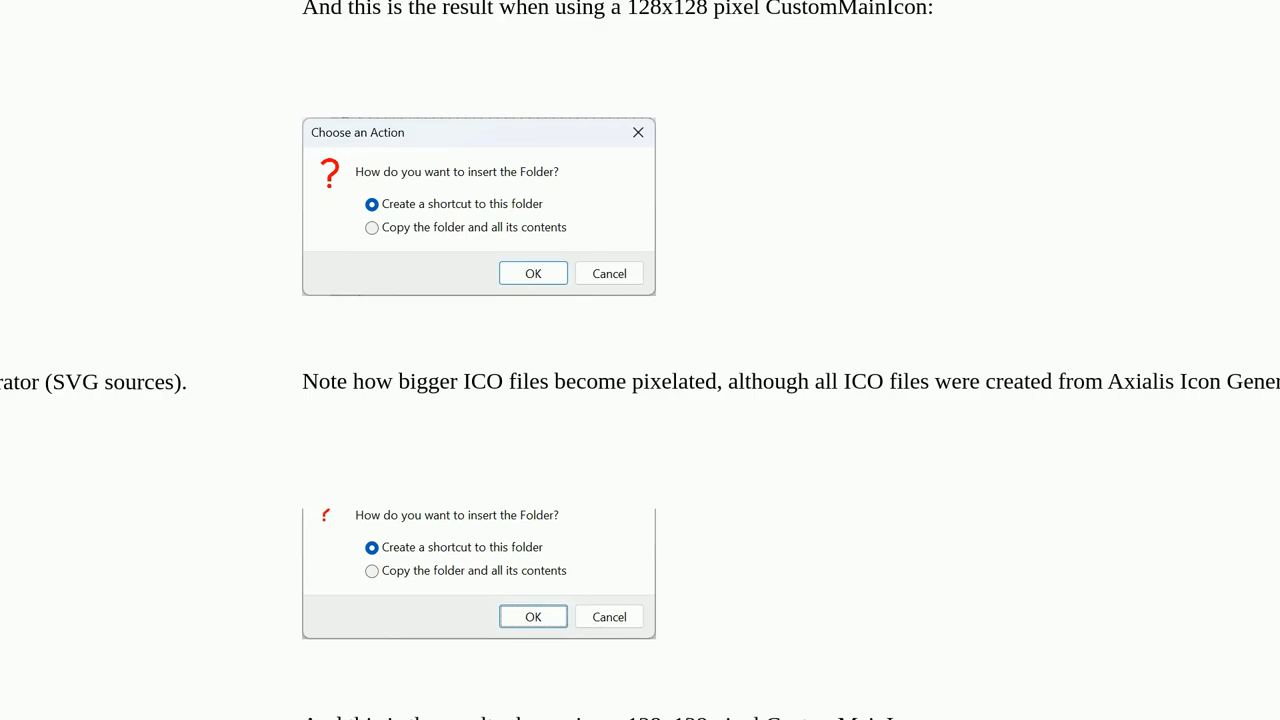 And this is the result when using a 128x128 pixel CustomMainIcon:
Choose an Action
?
How do you want to insert the Folder?
Create a shortcut to this folder
Copy the folder and all its contents
OK Cancel
rator (SVG sources). Note how bigger ICO files become pixelated, although all ICO files were created from Axialis Icon Gener
How do you want to insert the Folder?
Create a shortcut to this folder
Copy the folder and all its contents
OK Cancel